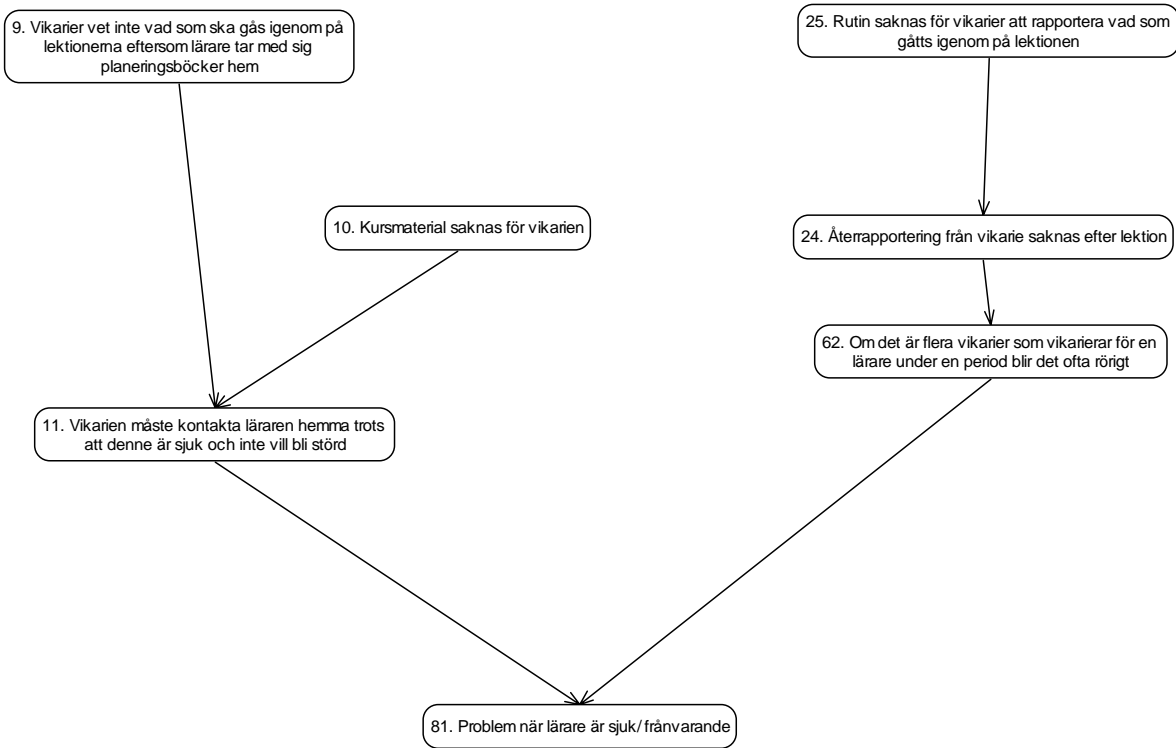 9. Vikarier vet inte vad som ska gås igenom på
lektionerna eftersom lärare tar med sig
planeringsböcker hem
25. Rutin saknas för vikarier att rapportera vad som
gåtts igenom på lektionen
10. Kursmaterial saknas för vikarien
24. Återrapportering från vikarie saknas efter lektion
62. Om det är flera vikarier som vikarierar för en
lärare under en period blir det ofta rörigt
11. Vikarien måste kontakta läraren hemma trots
att denne är sjuk och inte vill bli störd
81. Problem när lärare är sjuk/frånvarande